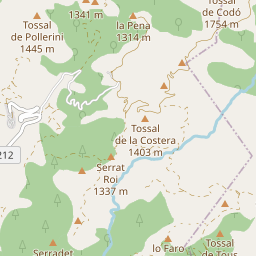 1341 m
la Pena
1314 m
Tossal
de Codó
1754 m
Tossal
de Pollerini
1445 m
Tossal
de la Costera
1403 m
212
Serrat
Roi
1337 m
Serradet
lo Faro
Tossal
de Tous